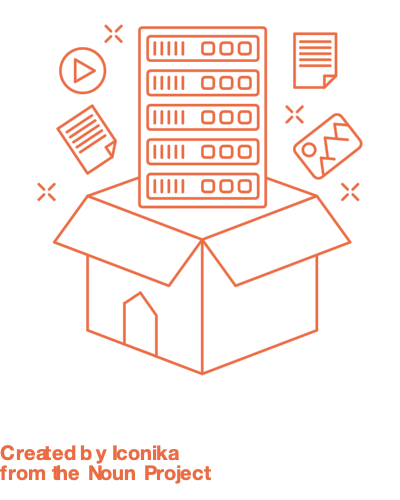 Created by Iconika
from the Noun Project